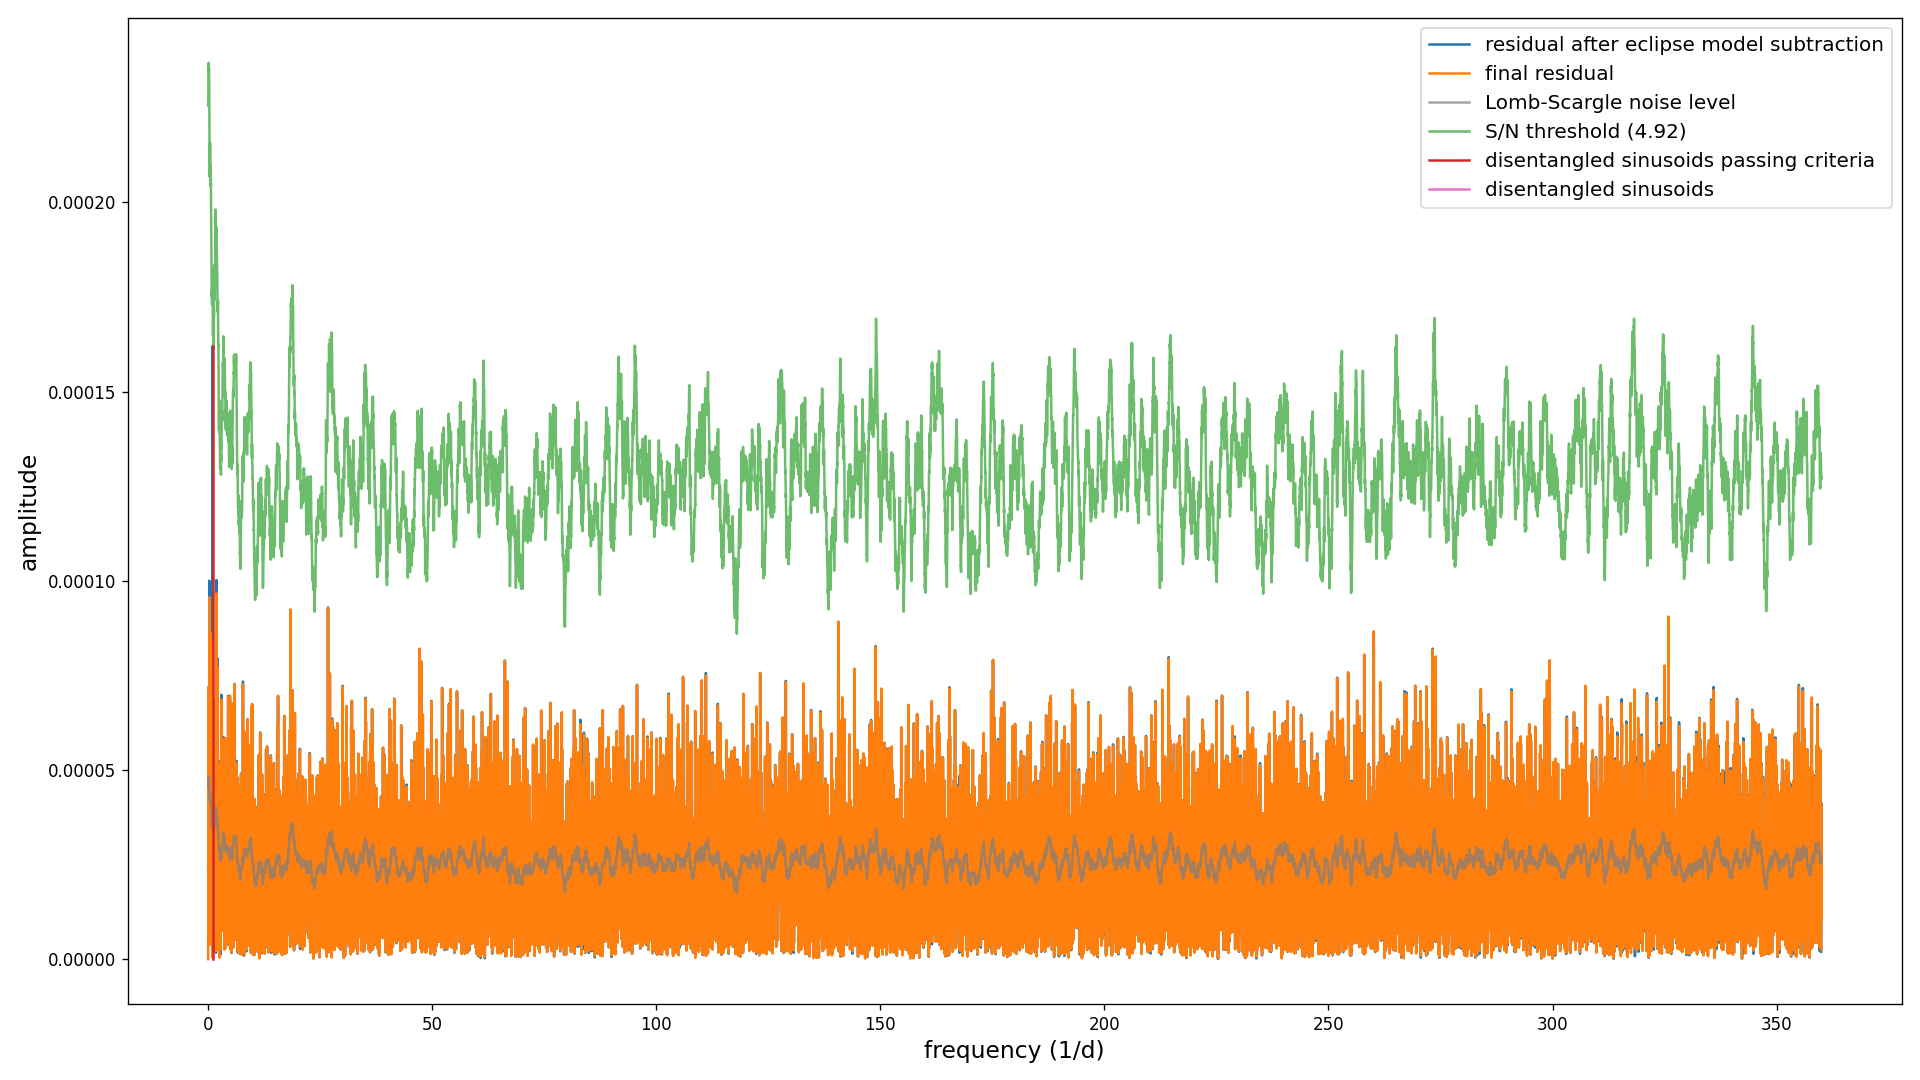 residual after eclipse model subtraction
final residual
Lomb-Scargle noise level
S/N threshold (4.92)
disentangled sinusoids passing criteria
disentangled sinusoids
amplitude
0.00020
0.00015
0.00010
0.00005
0.00000
0 50 100 150 200 250 300 350
frequency (1/d)